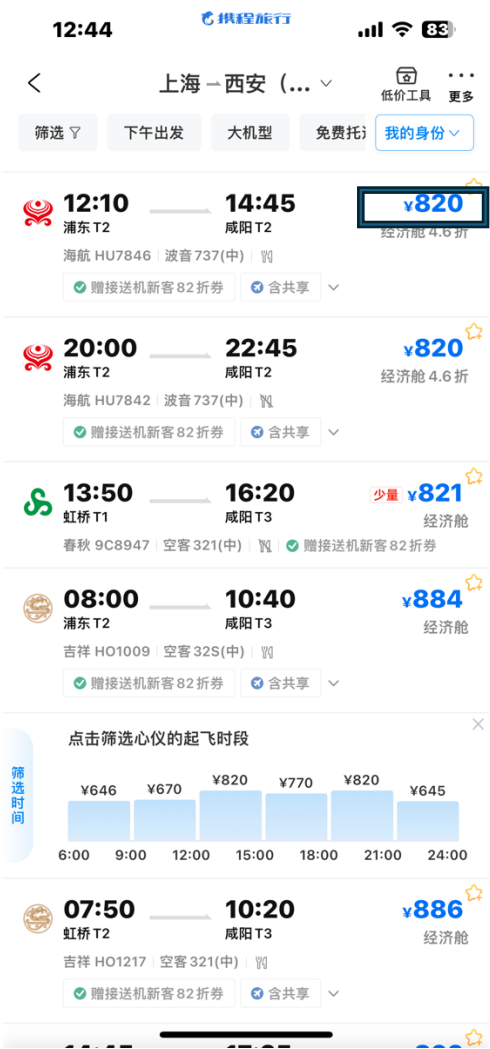 12:44
携程旅行
83
上海 — 西安（...
低价工具
更多
筛选
下午出发
大机型
免费托运
我的身份
12:10
14:45
¥820
浦东T2
咸阳T2
经济舱 4.6折
海航 HU7846 波音737(中)
赠接送机新客82折券
含共享
20:00
22:45
¥820
浦东T2
咸阳T2
经济舱 4.6折
海航 HU7842 波音737(中)
赠接送机新客82折券
含共享
13:50
16:20
少量 ¥821
虹桥T1
咸阳T3
经济舱
春秋 9C8947 空客321(中) 赠接送机新客82折券
08:00
10:40
¥884
浦东T2
咸阳T3
经济舱
吉祥 HO1009 空客32S(中)
赠接送机新客82折券
含共享
点击筛选心仪的起飞时段
筛选时间
¥646 ¥670 ¥820 ¥770 ¥820 ¥645
6:00 9:00 12:00 15:00 18:00 21:00 24:00
07:50
10:20
¥886
虹桥T2
咸阳T3
经济舱
吉祥 HO1217 空客321(中)
赠接送机新客82折券
含共享